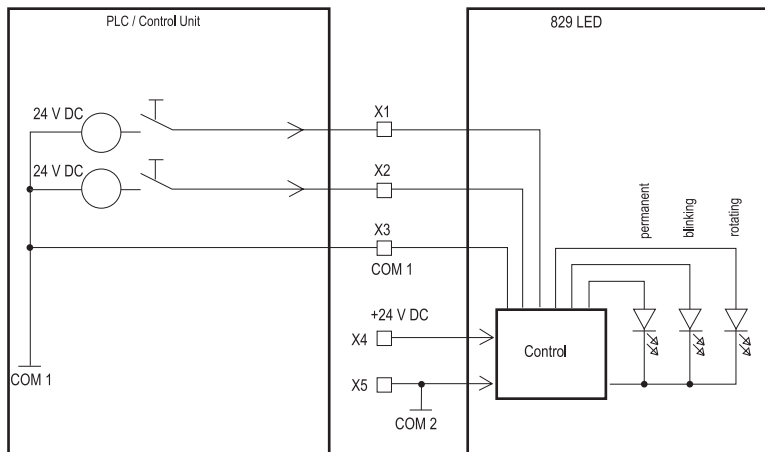 PLC / Control Unit
829 LED
24 V DC
X1
24 V DC
X2
X3
COM 1
permanent
blinking
rotating
+24 V DC
X4
Control
COM 1
X5
COM 2